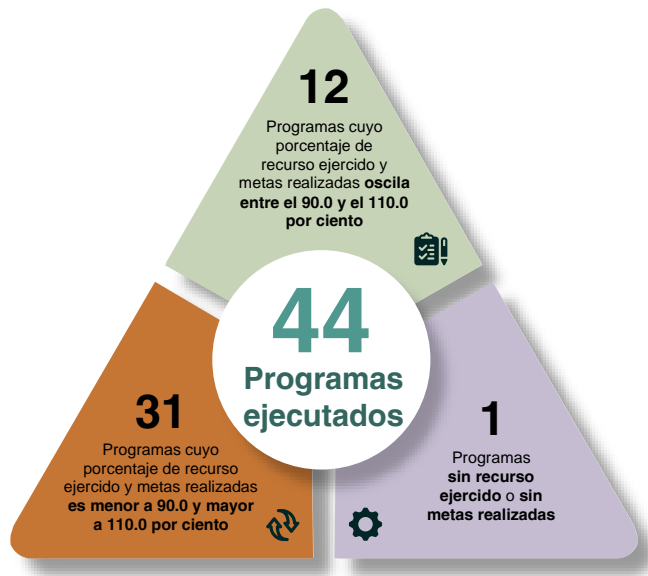 12
Programas cuyo
porcentaje de
recurso ejercido y
metas realizadas oscila
entre el 90.0 y el 110.0
por ciento
44
Programas
ejecutados
31
Programas cuyo
porcentaje de recurso
ejercido y metas realizadas
es menor a 90.0 y mayor
a 110.0 por ciento
1
Programas
sin recurso
ejercido o sin
metas realizadas